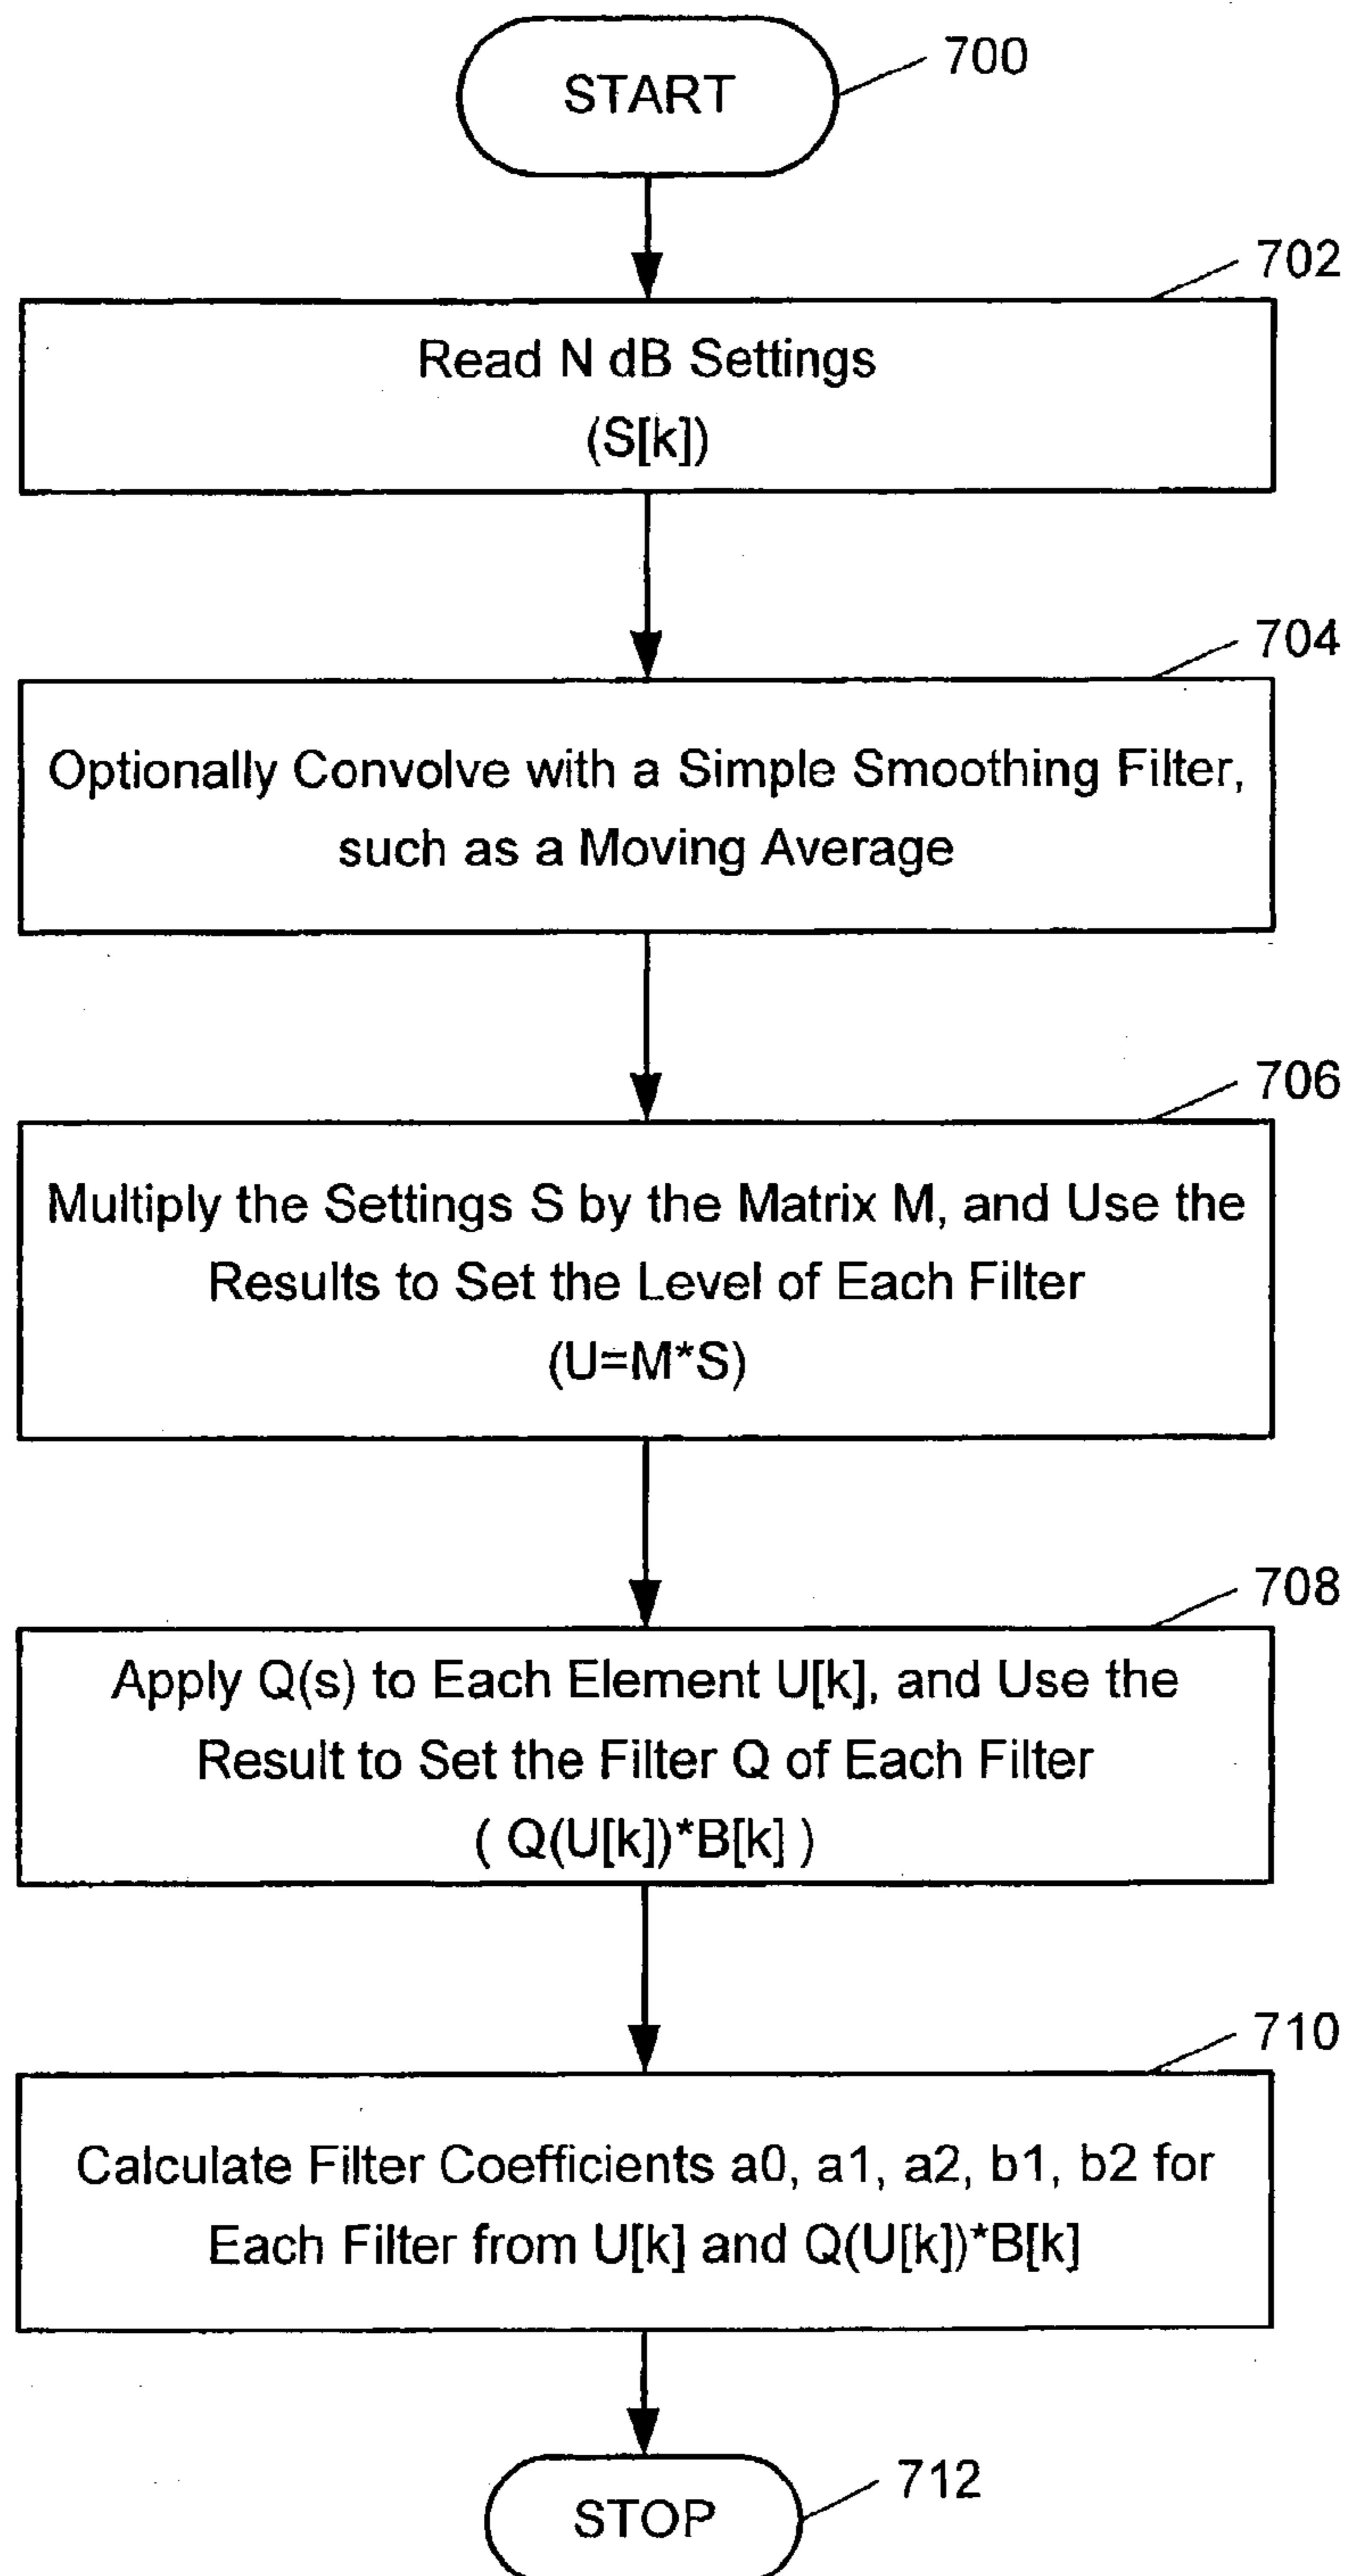 START
700
702
Read N dB Settings
(S[k])
704
Optionally Convolve with a Simple Smoothing Filter,
such as a Moving Average
706
Multiply the Settings S by the Matrix M, and Use the
Results to Set the Level of Each Filter
(U=M*S)
708
Apply Q(s) to Each Element U[k], and Use the
Result to Set the Filter Q of Each Filter
( Q(U[k])*B[k] )
710
Calculate Filter Coefficients a0, a1, a2, b1, b2 for
Each Filter from U[k] and Q(U[k])*B[k]
712
STOP